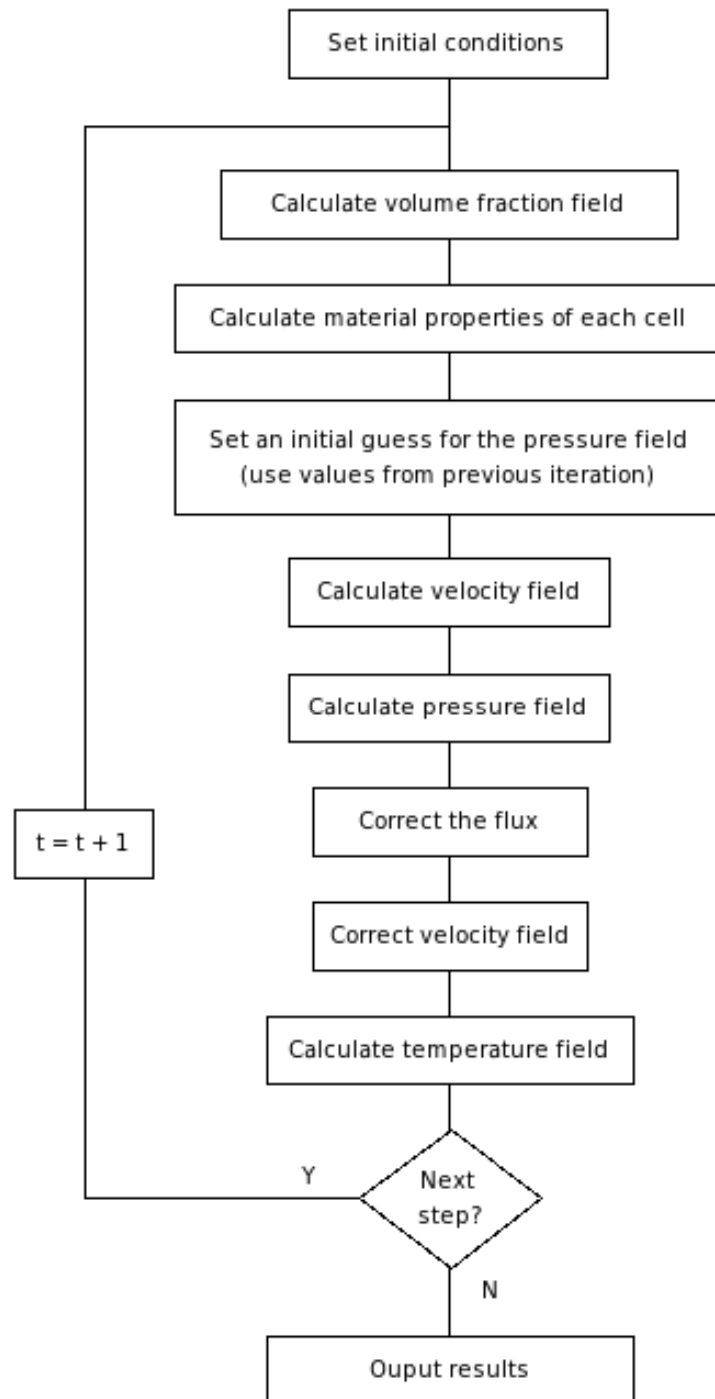 Set initial conditions
Calculate volume fraction field
Calculate material properties of each cell
Set an initial guess for the pressure field
(use values from previous iteration)
Calculate velocity field
Calculate pressure field
Correct the flux
t = t + 1
Correct velocity field
Calculate temperature field
Next
step?
Y
N
Ouput results